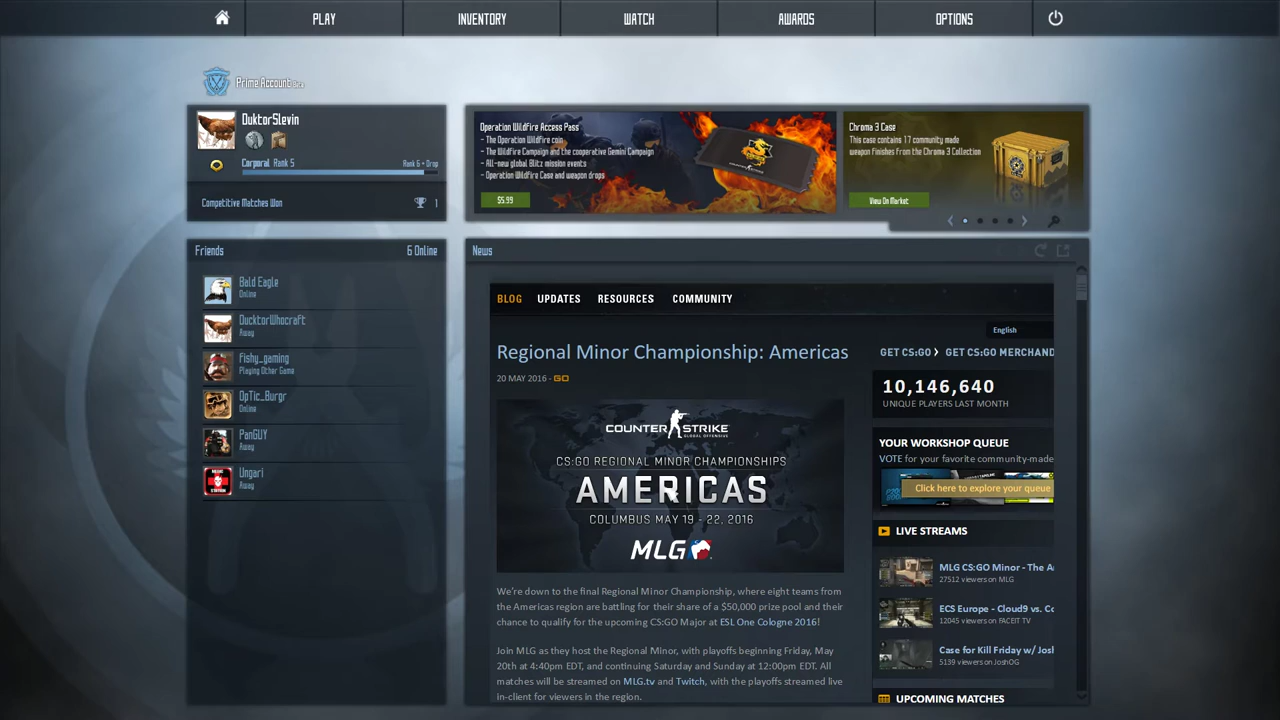 PLAY
INVENTORY
WATCH
AWARDS
OPTIONS
Prime Account Beta
DuktorSlevin
Corporal Rank 5
Rank 6 + Drop
Competitive Matches Won
1
Operation Wildfire Access Pass
- The Operation Wildfire coin
- The Wildfire Campaign and the cooperative Gemini Campaign
- All-new global Blitz mission events
- Operation Wildfire Case and weapon drops
$5.99
Chroma 3 Case
This case contains 17 community made
weapon finishes from the Chroma 3 Collection
View On Market
Friends
6 Online
Bald Eagle
Online
DucktorWhocraft
Away
fishy_gaming
Playing Other Game
OpTic_Burgr
Online
PanGUY
Away
Ungari
Away
News
BLOG
UPDATES
RESOURCES
COMMUNITY
English
Regional Minor Championship: Americas
20 MAY 2016 - GO
COUNTER STRIKE
GLOBAL OFFENSIVE
CS:GO REGIONAL MINOR CHAMPIONSHIPS
AMERICAS
COLUMBUS MAY 19 - 22, 2016
MLG
We're down to the final Regional Minor Championship, where eight teams from
the Americas region are battling for their share of a $50,000 prize pool and their
chance to qualify for the upcoming CS:GO Major at ESL One Cologne 2016!
Join MLG as they host the Regional Minor, with playoffs beginning Friday, May
20th at 4:40pm EDT, and continuing Saturday and Sunday at 12:00pm EDT. All
matches will be streamed on MLG.tv and Twitch, with the playoffs streamed live
in-client for viewers in the region.
GET CS:GO
GET CS:GO MERCHAND
10,146,640
UNIQUE PLAYERS LAST MONTH
YOUR WORKSHOP QUEUE
VOTE for your favorite community-made
Click here to explore your queue
LIVE STREAMS
MLG CS:GO Minor - The A
27512 viewers on MLG
ECS Europe - Cloud9 vs. Co
12045 viewers on FACEIT TV
Case for Kill Friday w/ Josh
5139 viewers on JoshOG
UPCOMING MATCHES